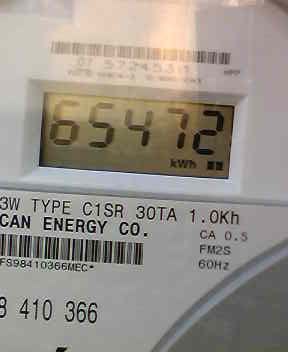 65472
kWh
3W TYPE C1SR 30TA 1.0Kh
CAN ENERGY CO.
CA 0.5
FM2S
60Hz
FS98410366MEC*
8 410 366